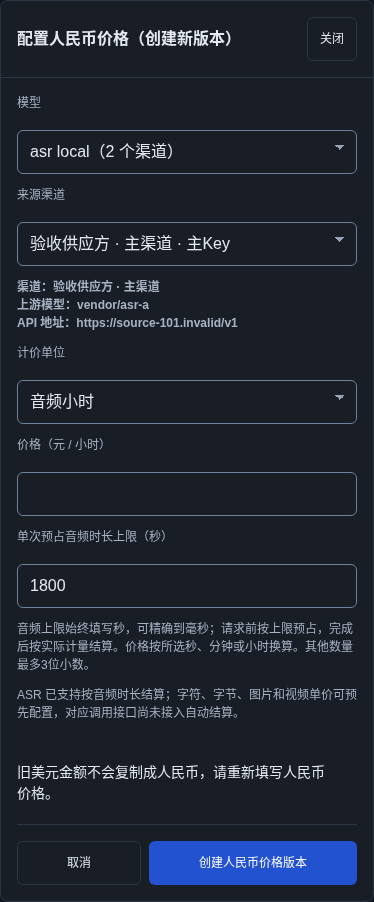 配置人民币价格（创建新版本）
关闭
模型
asr local（2 个渠道）
来源渠道
验收供应方 · 主渠道 · 主Key
渠道：验收供应方 · 主渠道
上游模型：vendor/asr-a
API 地址：https://source-101.invalid/v1
计价单位
音频小时
价格（元 / 小时）
单次预占音频时长上限（秒）
1800
音频上限始终填写秒，可精确到毫秒；请求前按上限预占，完成
后按实际计量结算。价格按所选秒、分钟或小时换算。其他数量
最多3位小数。
ASR 已支持按音频时长结算；字符、字节、图片和视频单价可预
先配置，对应调用接口尚未接入自动结算。
旧美元金额不会复制成人民币，请重新填写人民币
价格。
取消
创建人民币价格版本